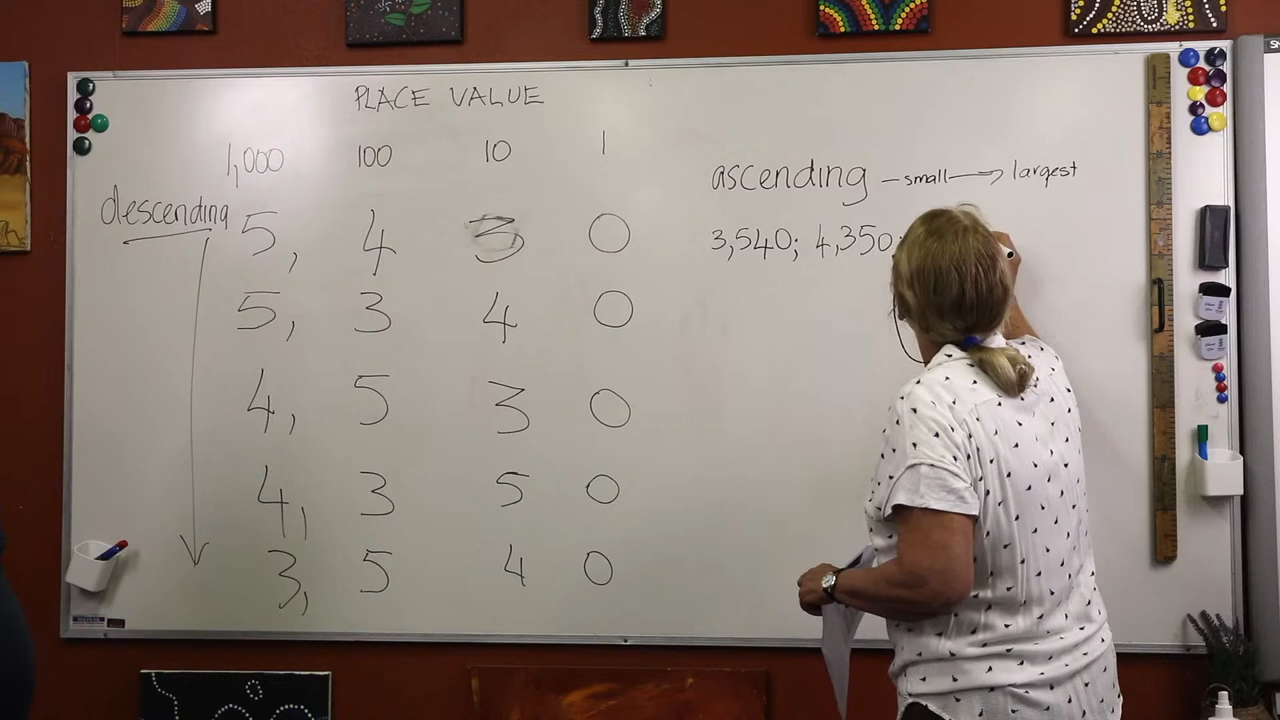 PLACE VALUE
1,000 100 10 1
descending
5, 4 3 0
5, 3 4 0
4, 5 3 0
4, 3 5 0
3, 5 4 0
ascending – small → largest
3,540; 4,350;